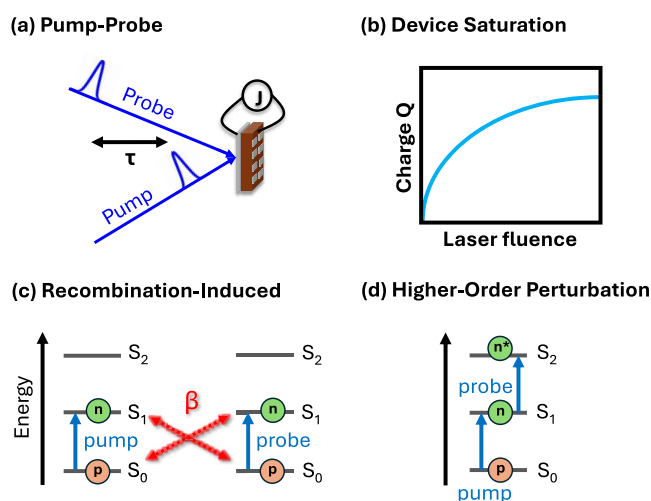 (a) Pump-Probe
Probe
J
τ
Pump
(b) Device Saturation
Charge Q
Laser fluence
(c) Recombination-Induced
Energy
S2
S2
n
S1
β
n
S1
pump
probe
p
S0
p
S0
(d) Higher-Order Perturbation
n*
S2
probe
n
S1
p
S0
pump